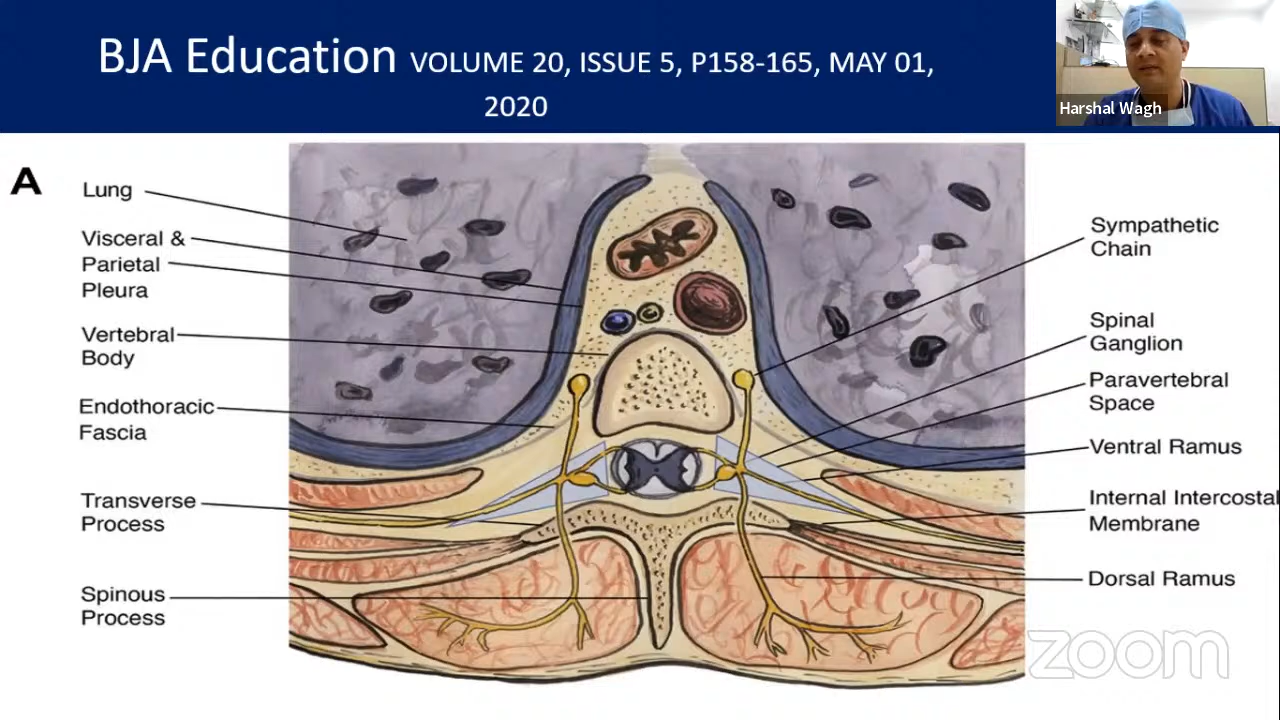 BJA Education VOLUME 20, ISSUE 5, P158-165, MAY 01,
2020
Harshal Wagh
A
Lung
Visceral &
Parietal
Pleura
Vertebral
Body
Endothoracic
Fascia
Transverse
Process
Spinous
Process
Sympathetic
Chain
Spinal
Ganglion
Paravertebral
Space
Ventral Ramus
Internal Intercostal
Membrane
Dorsal Ramus
zoom